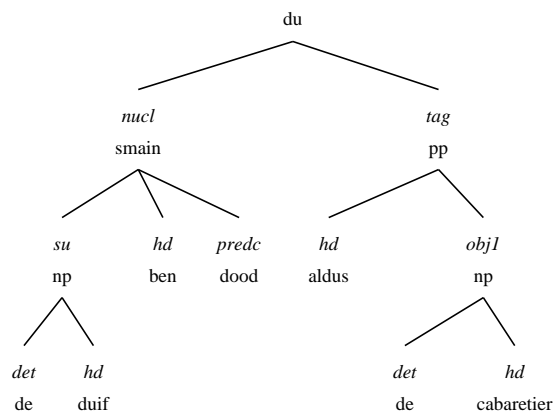 du
nucl tag
smain pp
su hd predc hd obj1
np ben dood aldus np
det hd det hd
de duif de cabaretier